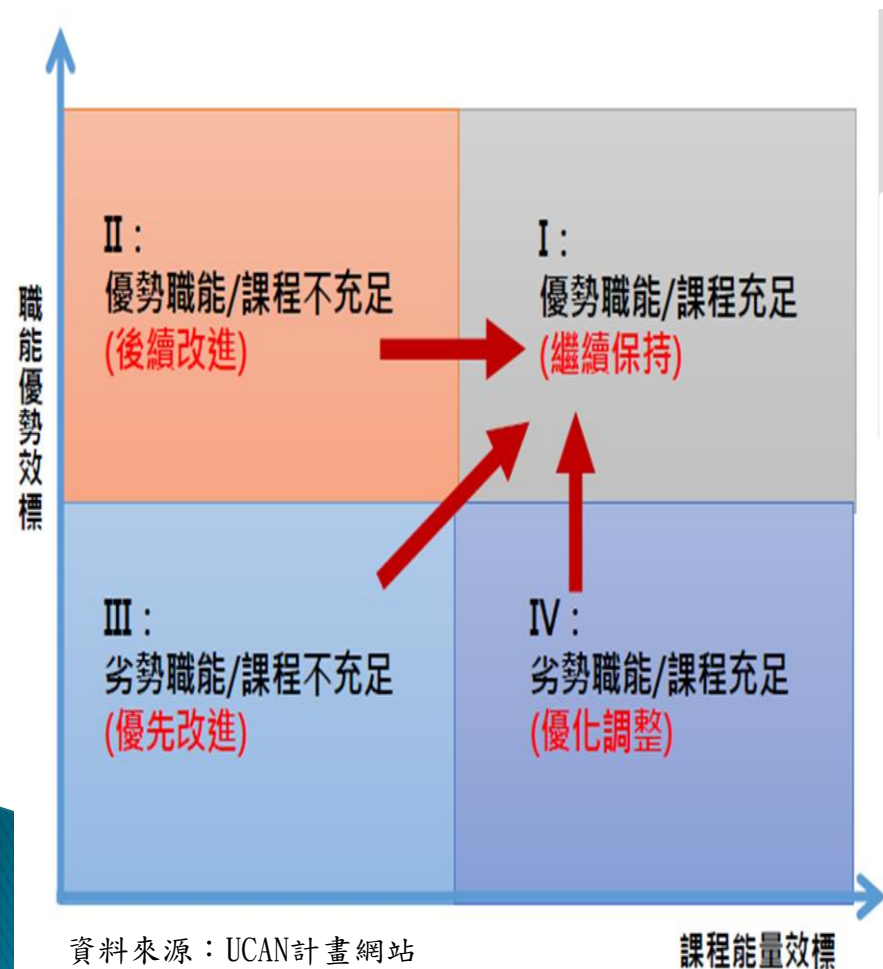 職能優勢效標
II：
優勢職能/課程不充足
(後續改進)
I：
優勢職能/課程充足
(繼續保持)
III：
劣勢職能/課程不充足
(優先改進)
IV：
劣勢職能/課程充足
(優化調整)
資料來源：UCAN計畫網站
課程能量效標